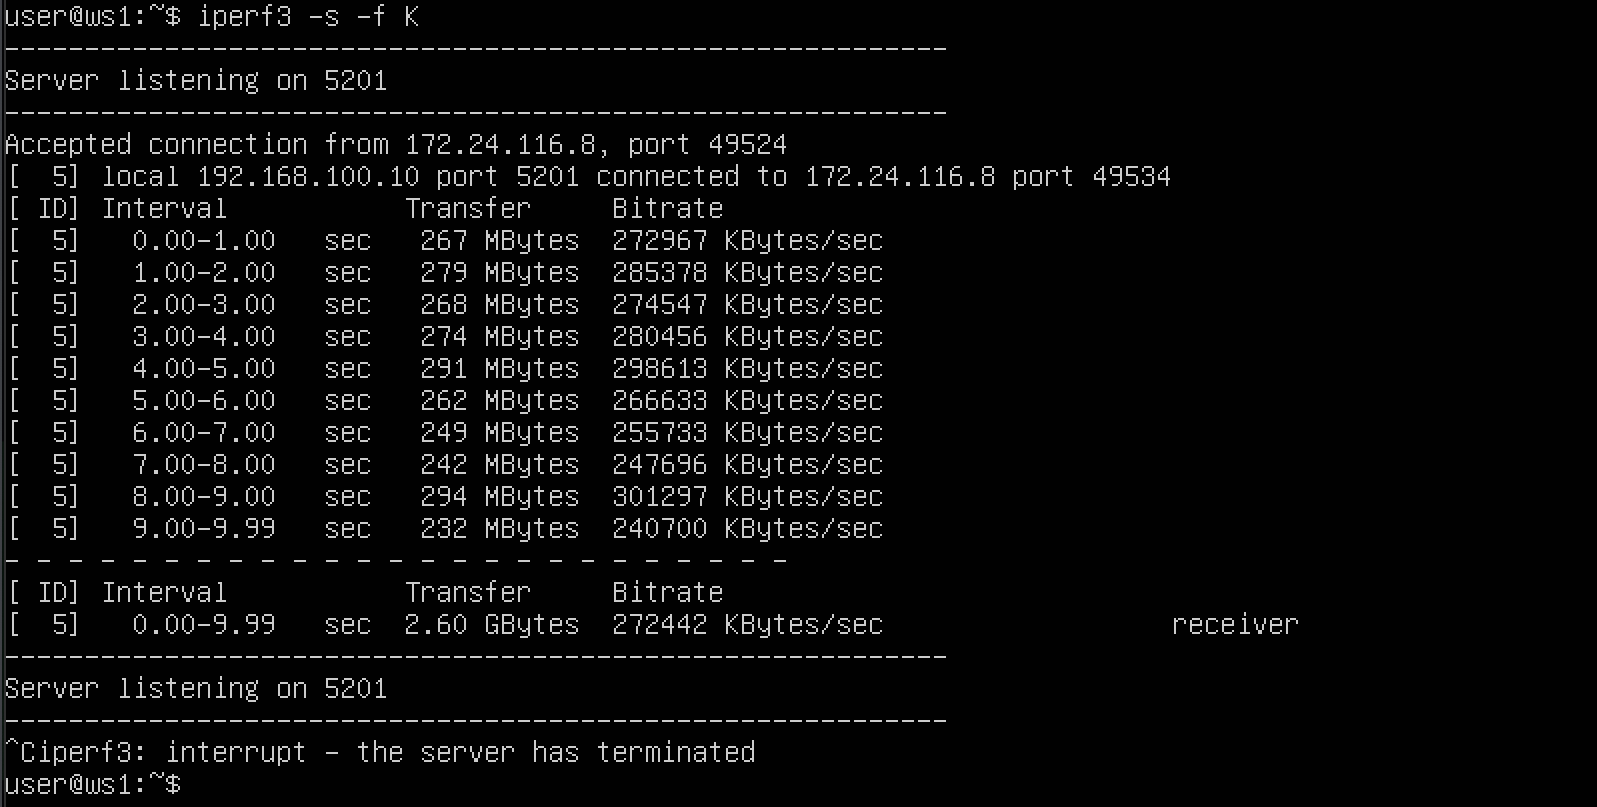 user@ws1:~$ iperf3 -s -f K
-----------------------------------------------------------
Server listening on 5201
-----------------------------------------------------------
Accepted connection from 172.24.116.8, port 49524
[  5] local 192.168.100.10 port 5201 connected to 172.24.116.8 port 49534
[ ID] Interval           Transfer     Bitrate
[  5]   0.00-1.00   sec   267 MBytes  272967 KBytes/sec
[  5]   1.00-2.00   sec   279 MBytes  285378 KBytes/sec
[  5]   2.00-3.00   sec   268 MBytes  274547 KBytes/sec
[  5]   3.00-4.00   sec   274 MBytes  280456 KBytes/sec
[  5]   4.00-5.00   sec   291 MBytes  298613 KBytes/sec
[  5]   5.00-6.00   sec   262 MBytes  266633 KBytes/sec
[  5]   6.00-7.00   sec   249 MBytes  255733 KBytes/sec
[  5]   7.00-8.00   sec   242 MBytes  247696 KBytes/sec
[  5]   8.00-9.00   sec   294 MBytes  301297 KBytes/sec
[  5]   9.00-9.99   sec   232 MBytes  240700 KBytes/sec
- - - - - - - - - - - - - - - - - - - - - - - - -
[ ID] Interval           Transfer     Bitrate
[  5]   0.00-9.99   sec  2.60 GBytes  272442 KBytes/sec                  receiver
-----------------------------------------------------------
Server listening on 5201
-----------------------------------------------------------
^Ciperf3: interrupt - the server has terminated
user@ws1:~$